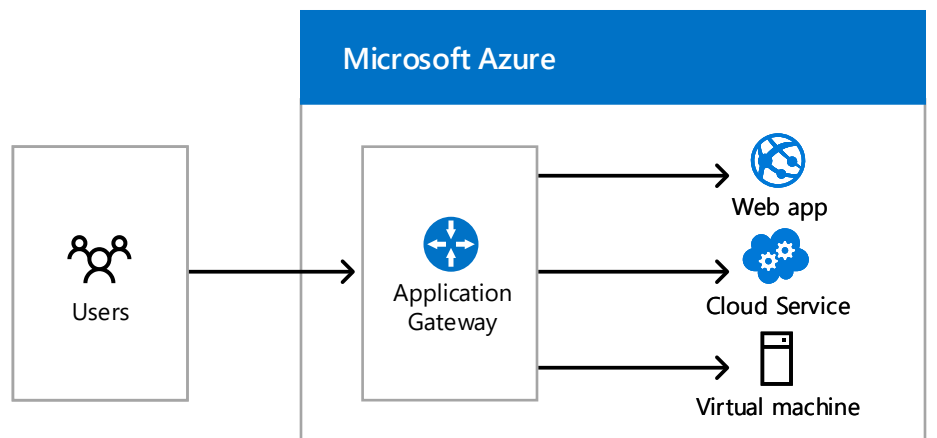 Microsoft Azure
Users
Application
Gateway
Web app
Cloud Service
Virtual machine